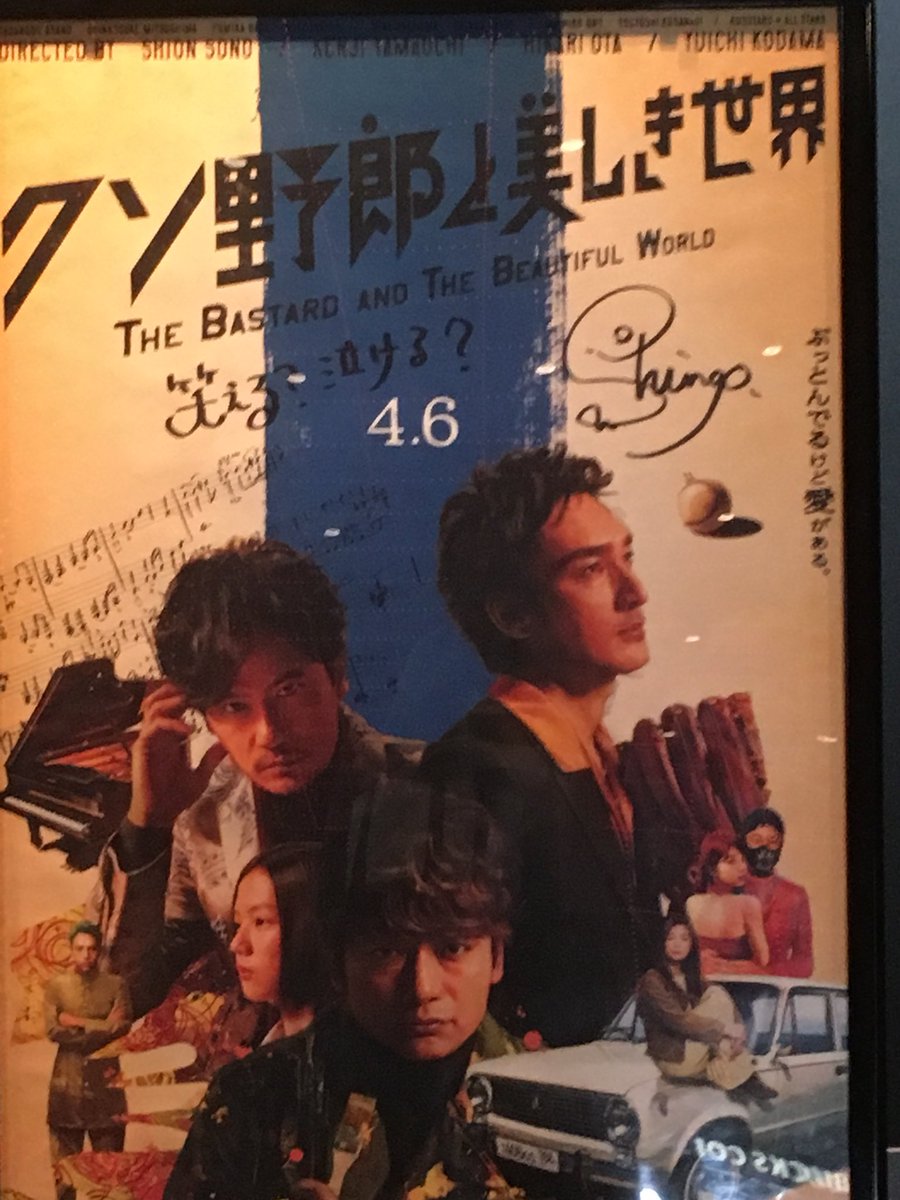 DIRECTED BY SHION SONO / KENJI YAMAUCHI / HIKARI OTA / YUICHI KODAMA
クソ野郎と美しき世界
THE BASTARD AND THE BEAUTIFUL WORLD
笑える?泣ける?
Shingo
4.6
ぶっとんでるけど愛がある。